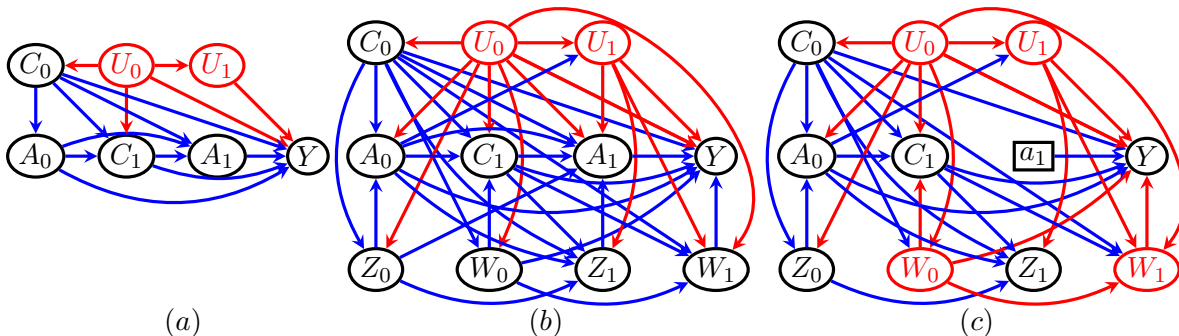 C₀ U₀ U₁
A₀ C₁ A₁ Y
(a)
C₀ U₀ U₁
A₀ C₁ A₁ Y
Z₀ W₀ Z₁ W₁
(b)
C₀ U₀ U₁
A₀ C₁ a₁ Y
Z₀ W₀ Z₁ W₁
(c)